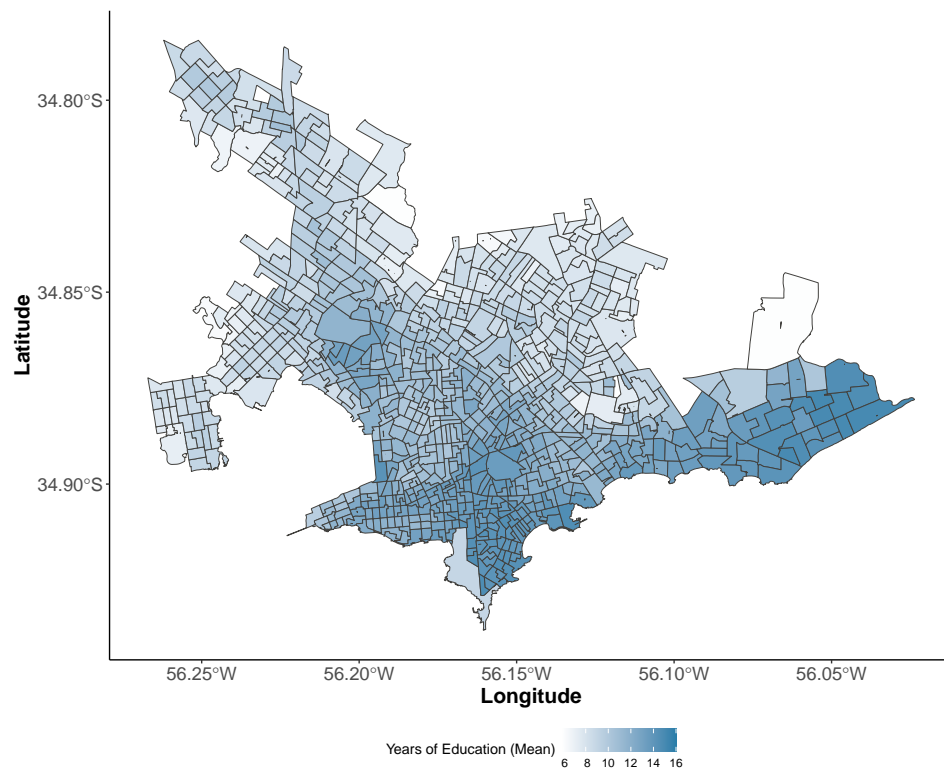 34.80°S
34.85°S
34.90°S
Latitude
56.25°W 56.20°W 56.15°W 56.10°W 56.05°W
Longitude
Years of Education (Mean)
6 8 10 12 14 16